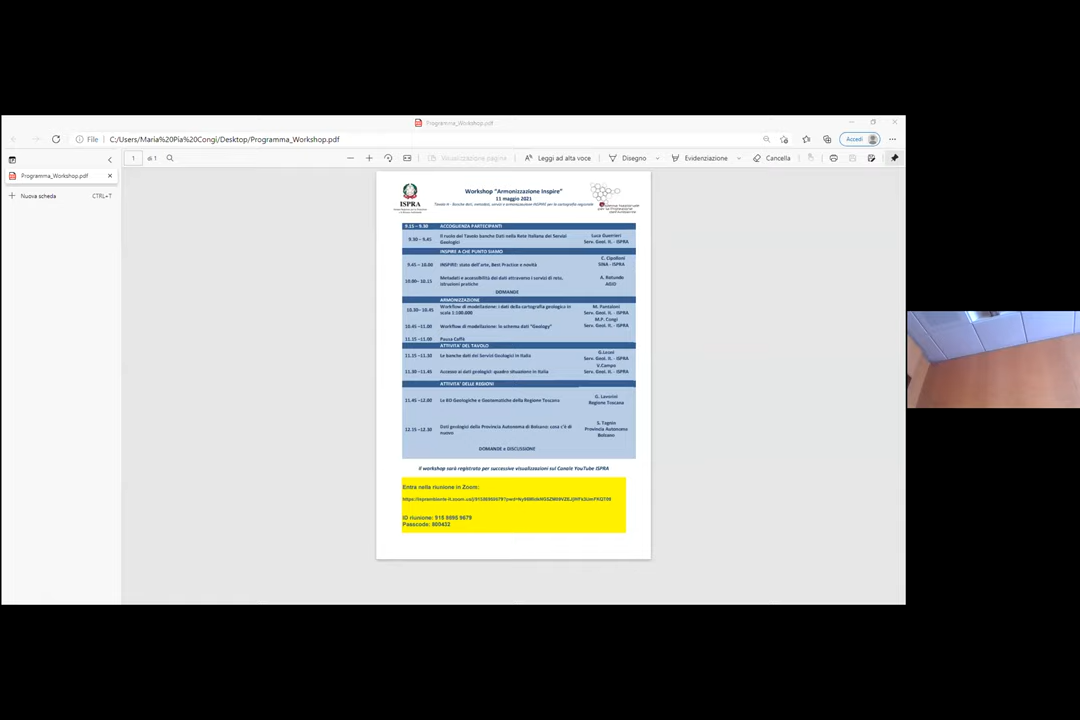 Programma_Workshop.pdf
File
C:/Users/Maria%20Pia%20Congi/Desktop/Programma_Workshop.pdf
Accedi
1 di 1
Visualizzazione pagina
Leggi ad alta voce
Disegno
Evidenziazione
Cancella
Programma_Workshop.pdf
Nuova scheda CTRL+T
ISPRA
Workshop "Armonizzazione Inspire"
11 maggio 2021
9.15 – 9.30 ACCOGLIENZA PARTECIPANTI
9.30 – 9.45 Il ruolo del Tavolo banche Dati nella Rete Italiana dei Servizi Geologici
Luca Guerrieri
Serv. Geol. It. - ISPRA
INSPIRE A CHE PUNTO SIAMO
9.45 – 10.00 INSPIRE: stato dell'arte, Best Practice e novità
C. Cipolloni
SINA - ISPRA
10.00– 10.15 Metadati e accessibilità dei dati attraverso i servizi di rete, istruzioni pratiche
A. Rotundo
AGID
DOMANDE
ARMONIZZAZIONE
10.30 –10.45 Workflow di modellazione: i dati della cartografia geologica in scala 1:100.000
M. Pantaloni
Serv. Geol. It. - ISPRA
10.45 –11.00 Workflow di modellazione: lo schema dati "Geology"
M.P. Congi
Serv. Geol. It. - ISPRA
11.15 –11.00 Pausa Caffè
ATTIVITA' DEL TAVOLO
11.15 –11.30 Le banche dati dei Servizi Geologici in Italia
Serv. Geol. It. - ISPRA
11.30 –11.45 Accesso ai dati geologici: quadro situazione in Italia
V.Campo
Serv. Geol. It. - ISPRA
ATTIVITA' DELLE REGIONI
11.45 –12.00 Le BD Geologiche e Geotematiche della Regione Toscana
G. Lavorini
Regione Toscana
12.15 –12.30 Dati geologici della Provincia Autonoma di Bolzano: cosa c'è di nuovo
Provincia Autonoma
Bolzano
DOMANDE e DISCUSSIONE
Il workshop sarà registrato per successive visualizzazioni sul Canale YouTube ISPRA
Entra nella riunione in Zoom:
ID riunione: 918 8895 9679
Passcode: 800432